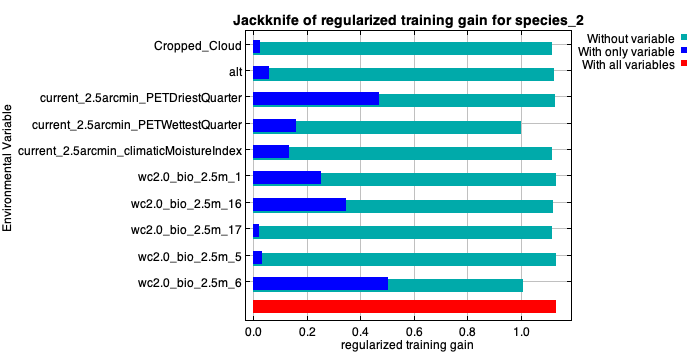 Jackknife of regularized training gain for species_2
Without variable
With only variable
With all variables
Environmental Variable
Cropped_Cloud
alt
current_2.5arcmin_PETDriestQuarter
current_2.5arcmin_PETWettestQuarter
current_2.5arcmin_climaticMoistureIndex
wc2.0_bio_2.5m_1
wc2.0_bio_2.5m_16
wc2.0_bio_2.5m_17
wc2.0_bio_2.5m_5
wc2.0_bio_2.5m_6
0.0 0.2 0.4 0.6 0.8 1.0
regularized training gain